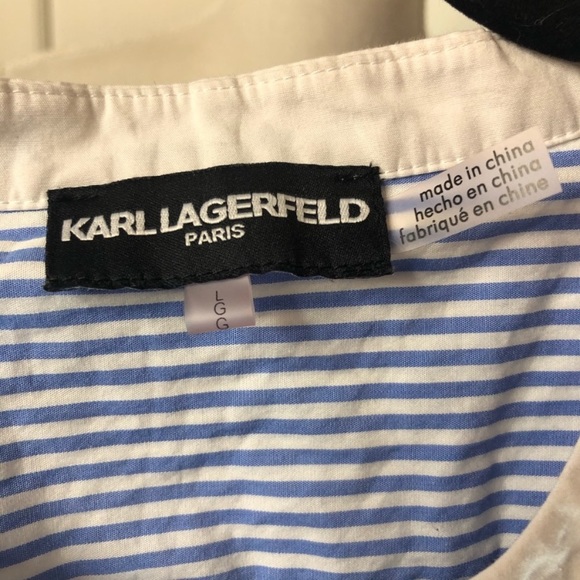 KARL LAGERFELD
PARIS
L
G
G
made in china
hecho en china
fabriqué en chine